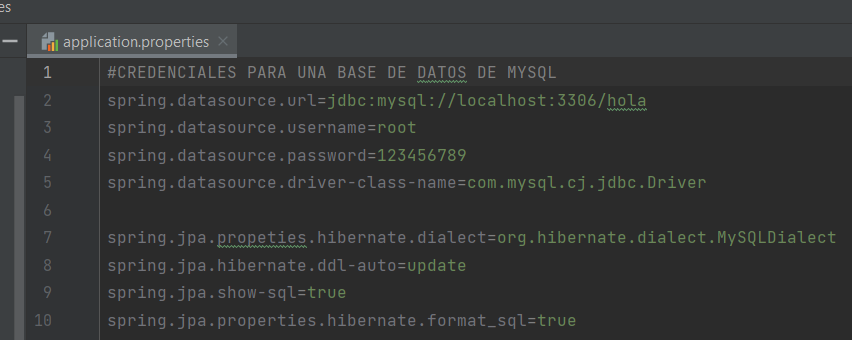 es
application.properties
1 #CREDENCIALES PARA UNA BASE DE DATOS DE MYSQL
2 spring.datasource.url=jdbc:mysql://localhost:3306/hola
3 spring.datasource.username=root
4 spring.datasource.password=123456789
5 spring.datasource.driver-class-name=com.mysql.cj.jdbc.Driver
6
7 spring.jpa.propeties.hibernate.dialect=org.hibernate.dialect.MySQLDialect
8 spring.jpa.hibernate.ddl-auto=update
9 spring.jpa.show-sql=true
10 spring.jpa.properties.hibernate.format_sql=true